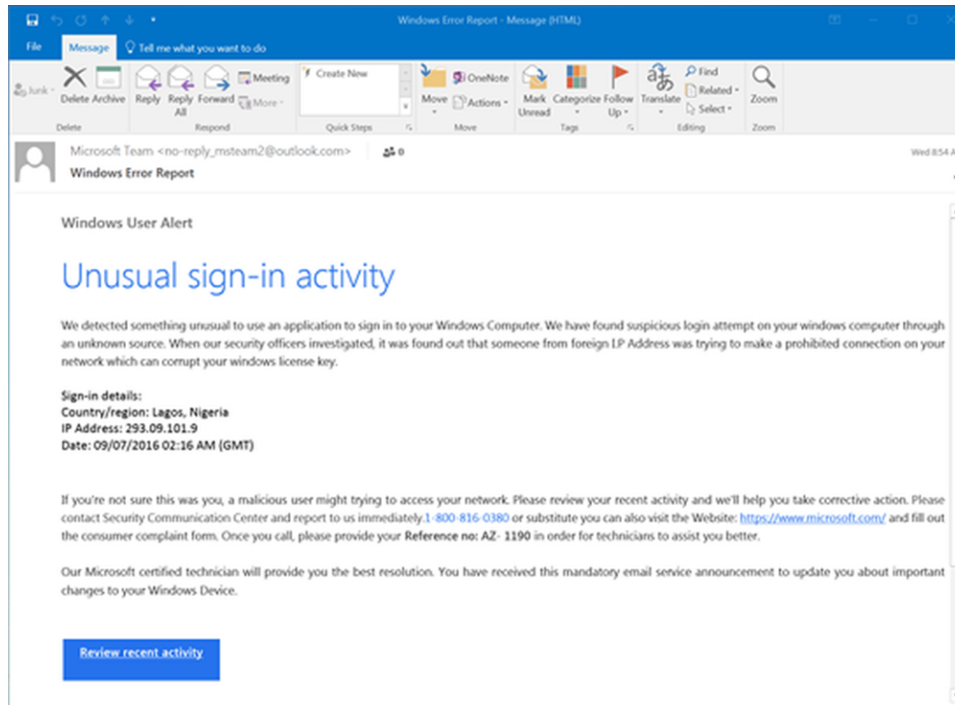 Windows Error Report - Message (HTML)
File Message Tell me what you want to do
Junk Delete Archive Reply Reply All Forward Meeting More Create New Move OneNote Actions Mark Unread Categorize Follow Up Translate Find Related Select Zoom
Delete Respond Quick Steps Move Tags Editing Zoom
Microsoft Team <no-reply_msteam2@outlook.com> 0 Wed 8:54 A
Windows Error Report
Windows User Alert
Unusual sign-in activity
We detected something unusual to use an application to sign in to your Windows Computer. We have found suspicious login attempt on your windows computer through
an unknown source. When our security officers investigated, it was found out that someone from foreign I.P Address was trying to make a prohibited connection on your
network which can corrupt your windows license key.
Sign-in details:
Country/region: Lagos, Nigeria
IP Address: 293.09.101.9
Date: 09/07/2016 02:16 AM (GMT)
If you're not sure this was you, a malicious user might trying to access your network. Please review your recent activity and we'll help you take corrective action. Please
contact Security Communication Center and report to us immediately.1-800-816-0380 or substitute you can also visit the Website: https://www.microsoft.com/ and fill out
the consumer complaint form. Once you call, please provide your Reference no: AZ- 1190 in order for technicians to assist you better.
Our Microsoft certified technician will provide you the best resolution. You have received this mandatory email service announcement to update you about important
changes to your Windows Device.
Review recent activity